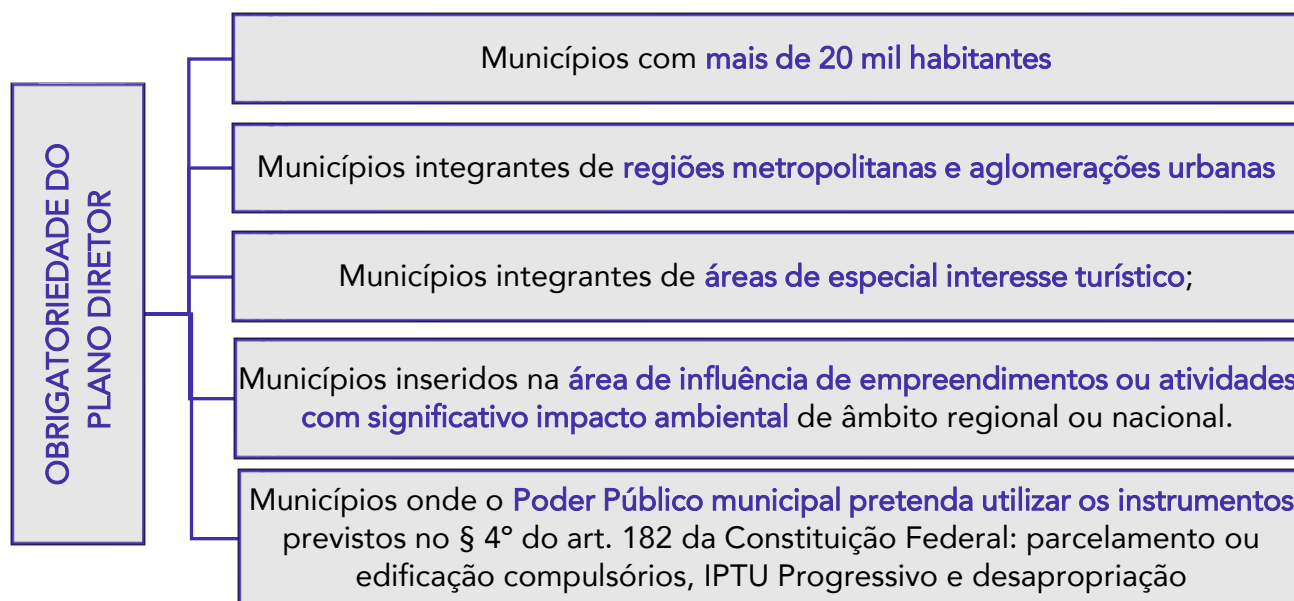 OBRIGATORIEDADE DO
PLANO DIRETOR
Municípios com mais de 20 mil habitantes
Municípios integrantes de regiões metropolitanas e aglomerações urbanas
Municípios integrantes de áreas de especial interesse turístico;
Municípios inseridos na área de influência de empreendimentos ou atividades
com significativo impacto ambiental de âmbito regional ou nacional.
Municípios onde o Poder Público municipal pretenda utilizar os instrumentos
previstos no § 4º do art. 182 da Constituição Federal: parcelamento ou
edificação compulsórios, IPTU Progressivo e desapropriação